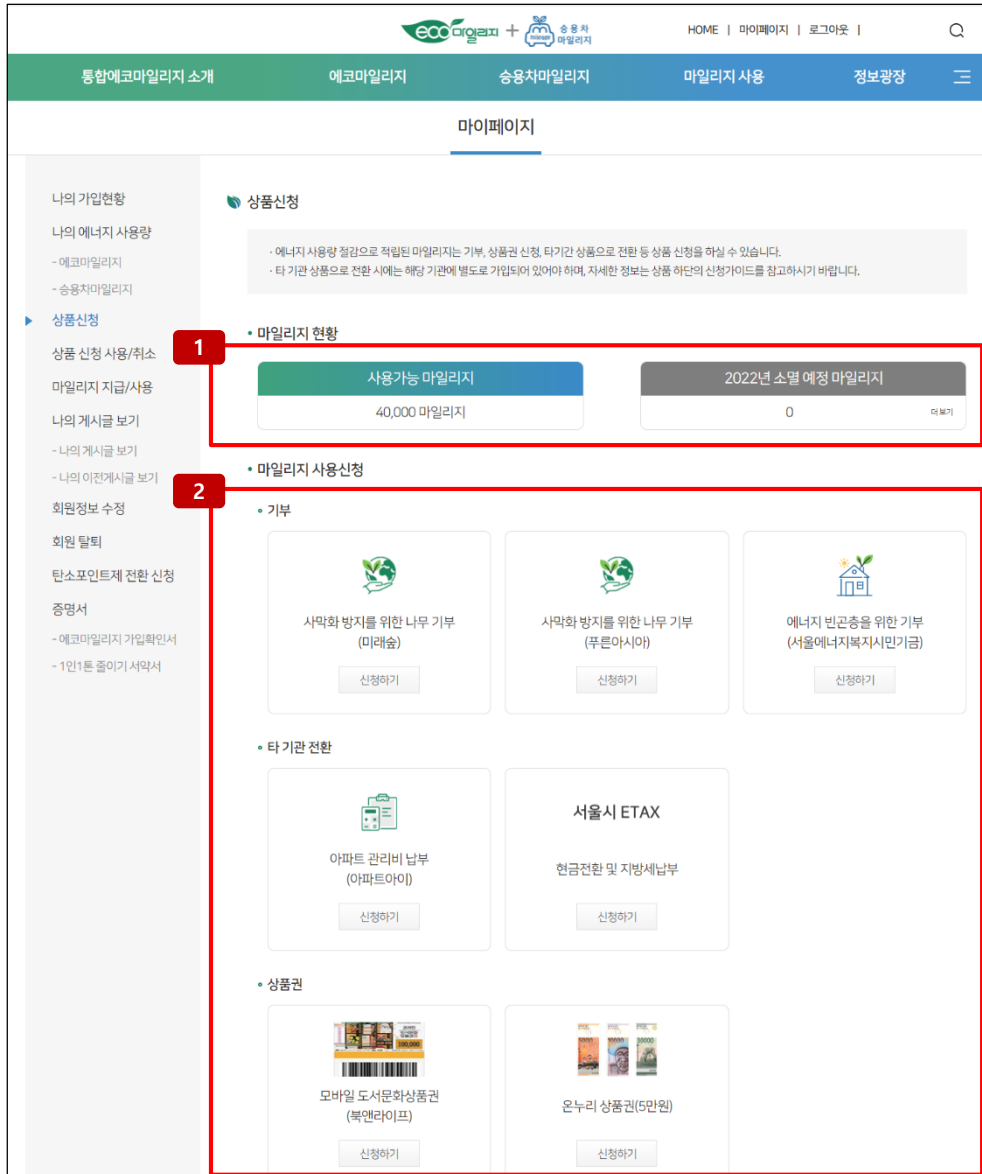 eco마일리지 + mileage 승용차 마일리지
HOME | 마이페이지 | 로그아웃 |
통합에코마일리지 소개 에코마일리지 승용차마일리지 마일리지 사용 정보광장
마이페이지
나의 가입현황
나의 에너지 사용량
- 에코마일리지
- 승용차마일리지
상품신청
상품 신청 사용/취소
마일리지 지급/사용
나의 게시글 보기
- 나의 게시글 보기
- 나의 이전게시글 보기
회원정보 수정
회원 탈퇴
탄소포인트제 전환 신청
증명서
- 에코마일리지 가입확인서
- 1인1톤 줄이기 서약서
상품신청
· 에너지 사용량 절감으로 적립된 마일리지는 기부, 상품권 신청, 타기간 상품으로 전환 등 상품 신청을 하실 수 있습니다.
· 타 기관 상품으로 전환 시에는 해당 기관에 별도로 가입되어 있어야 하며, 자세한 정보는 상품 하단의 신청가이드를 참고하시기 바랍니다.
• 마일리지 현황
1
사용가능 마일리지
40,000 마일리지
2022년 소멸 예정 마일리지
0 더보기
• 마일리지 사용신청
2
기부
사막화 방지를 위한 나무 기부
(미래숲)
신청하기
사막화 방지를 위한 나무 기부
(푸른아시아)
신청하기
에너지 빈곤층을 위한 기부
(서울에너지복지시민기금)
신청하기
타 기관 전환
아파트 관리비 납부
(아파트아이)
신청하기
서울시 ETAX
현금전환 및 지방세납부
신청하기
상품권
100,000
모바일 도서문화상품권
(북앤라이프)
신청하기
5000 10000 30000
온누리 상품권(5만원)
신청하기